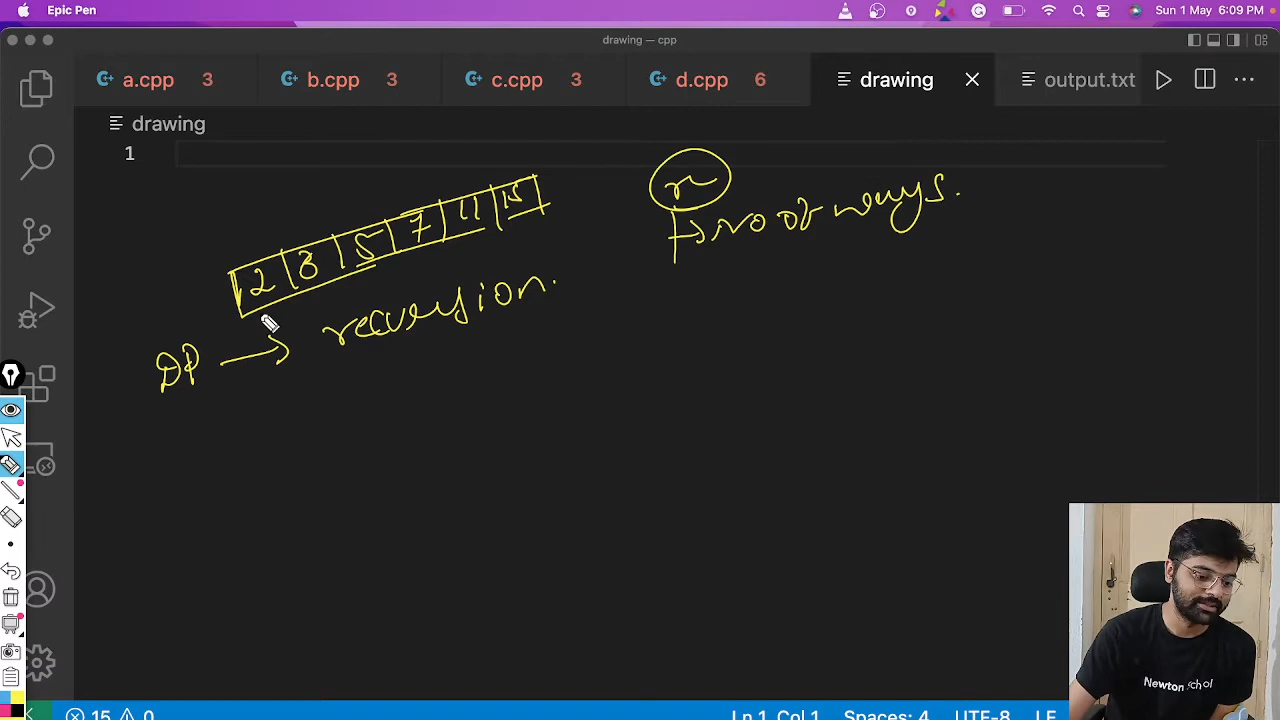 Epic Pen
Sun 1 May 6:09 PM
drawing — cpp
a.cpp 3
b.cpp 3
c.cpp 3
d.cpp 6
drawing
output.txt
drawing
1
2 3 5 7 11 15
n
→ no of ways.
DP → recursion.
Newton School
15 0
Ln 1, Col 1 Spaces: 4 UTF-8 LF